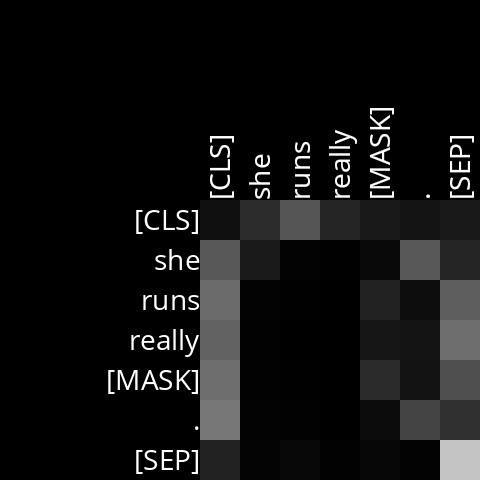 [CLS] she runs really [MASK] . [SEP]
[CLS]
she
runs
really
[MASK]
.
[SEP]